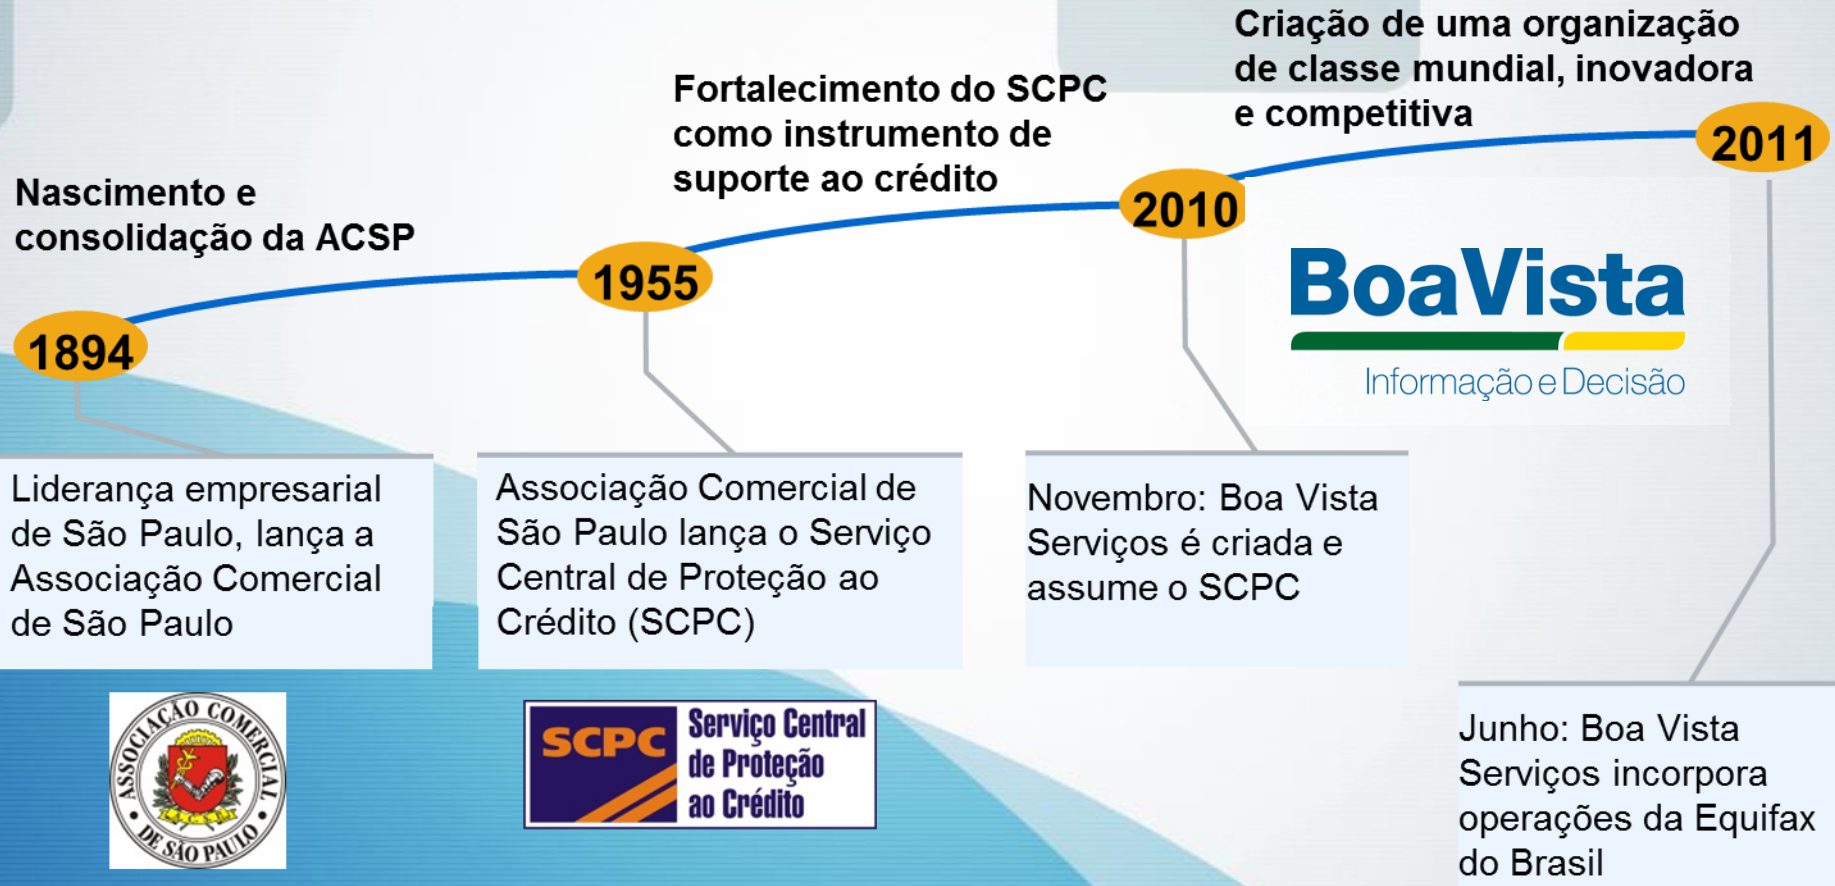 Criação de uma organização
de classe mundial, inovadora
e competitiva
2011
Fortalecimento do SCPC
como instrumento de
suporte ao crédito
2010
Nascimento e
consolidação da ACSP
1955
1894
BoaVista
Informação e Decisão
Liderança empresarial
de São Paulo, lança a
Associação Comercial
de São Paulo
Associação Comercial de
São Paulo lança o Serviço
Central de Proteção ao
Crédito (SCPC)
Novembro: Boa Vista
Serviços é criada e
assume o SCPC
Junho: Boa Vista
Serviços incorpora
operações da Equifax
do Brasil
ASSOCIAÇÃO COMERCIAL
DE SÃO PAULO
A.C.S.P.
SCPC
Serviço Central
de Proteção
ao Crédito